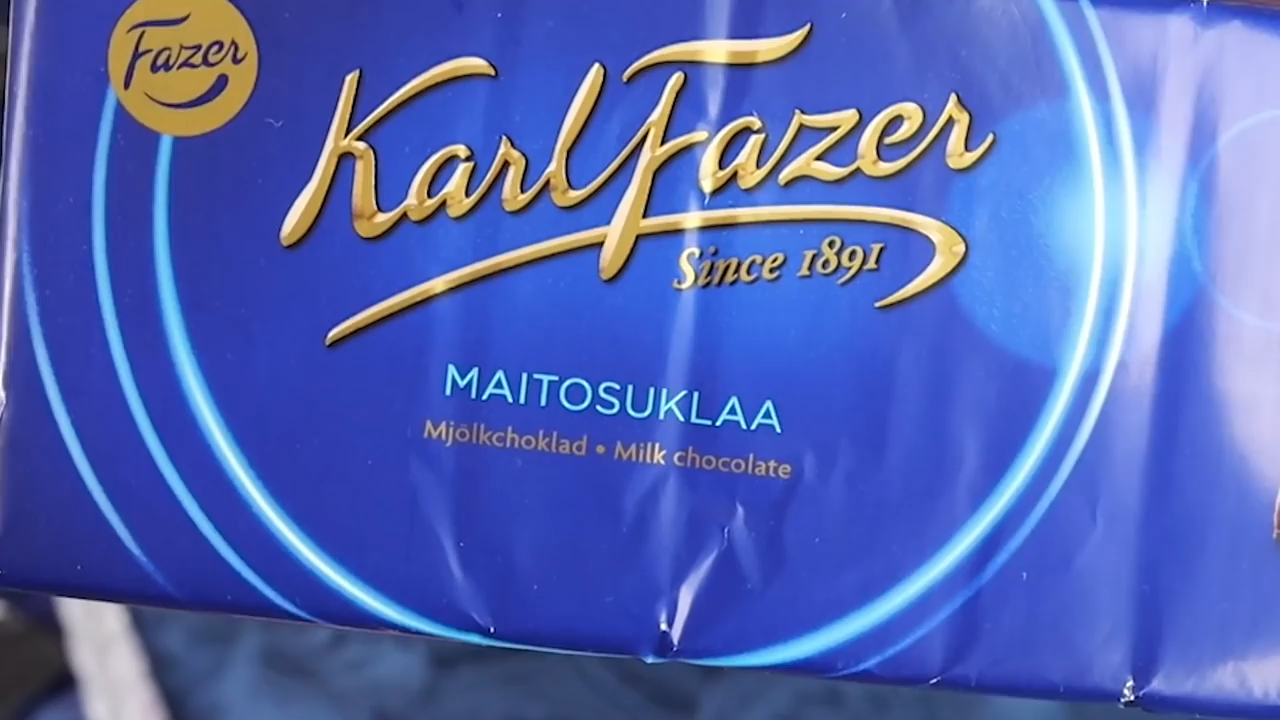 Fazer
Karl Fazer
Since 1891
MAITOSUKLAA
Mjölkchoklad • Milk chocolate